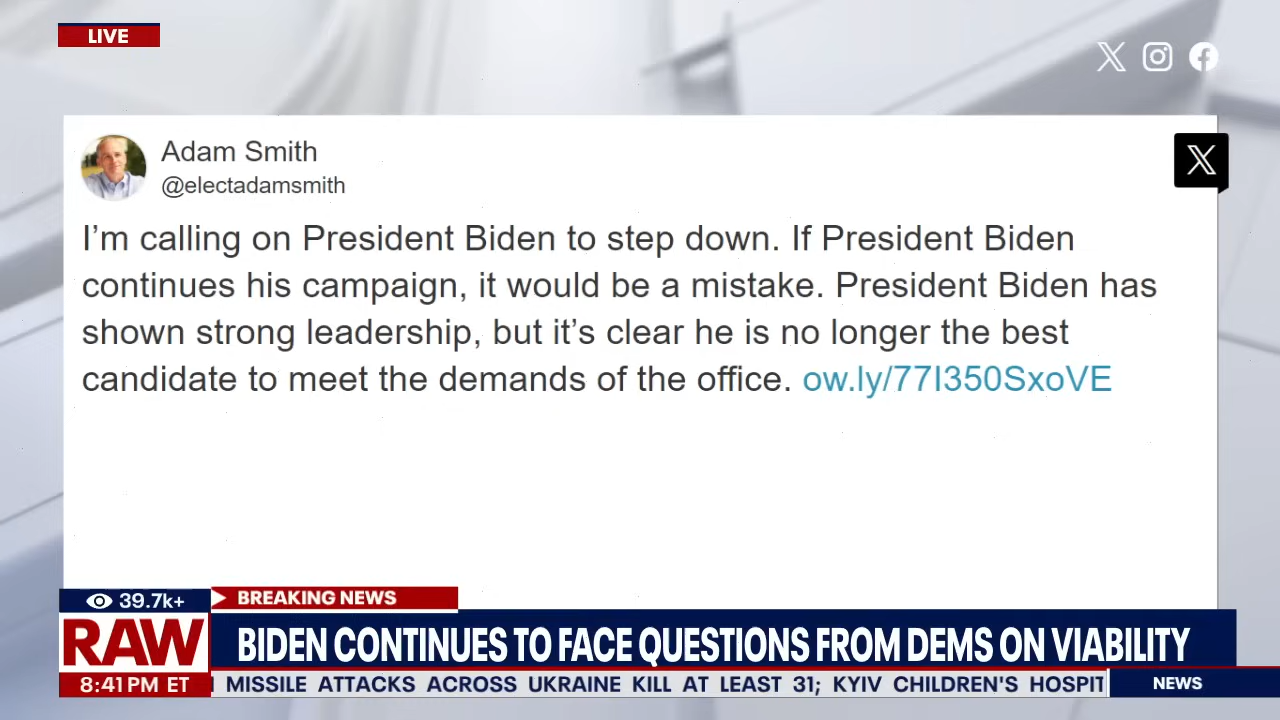 LIVE
Adam Smith
@electadamsmith
I'm calling on President Biden to step down. If President Biden
continues his campaign, it would be a mistake. President Biden has
shown strong leadership, but it's clear he is no longer the best
candidate to meet the demands of the office. ow.ly/77I350SxoVE
39.7k+
BREAKING NEWS
RAW
BIDEN CONTINUES TO FACE QUESTIONS FROM DEMS ON VIABILITY
8:41 PM ET
MISSILE ATTACKS ACROSS UKRAINE KILL AT LEAST 31; KYIV CHILDREN'S HOSPIT
NEWS